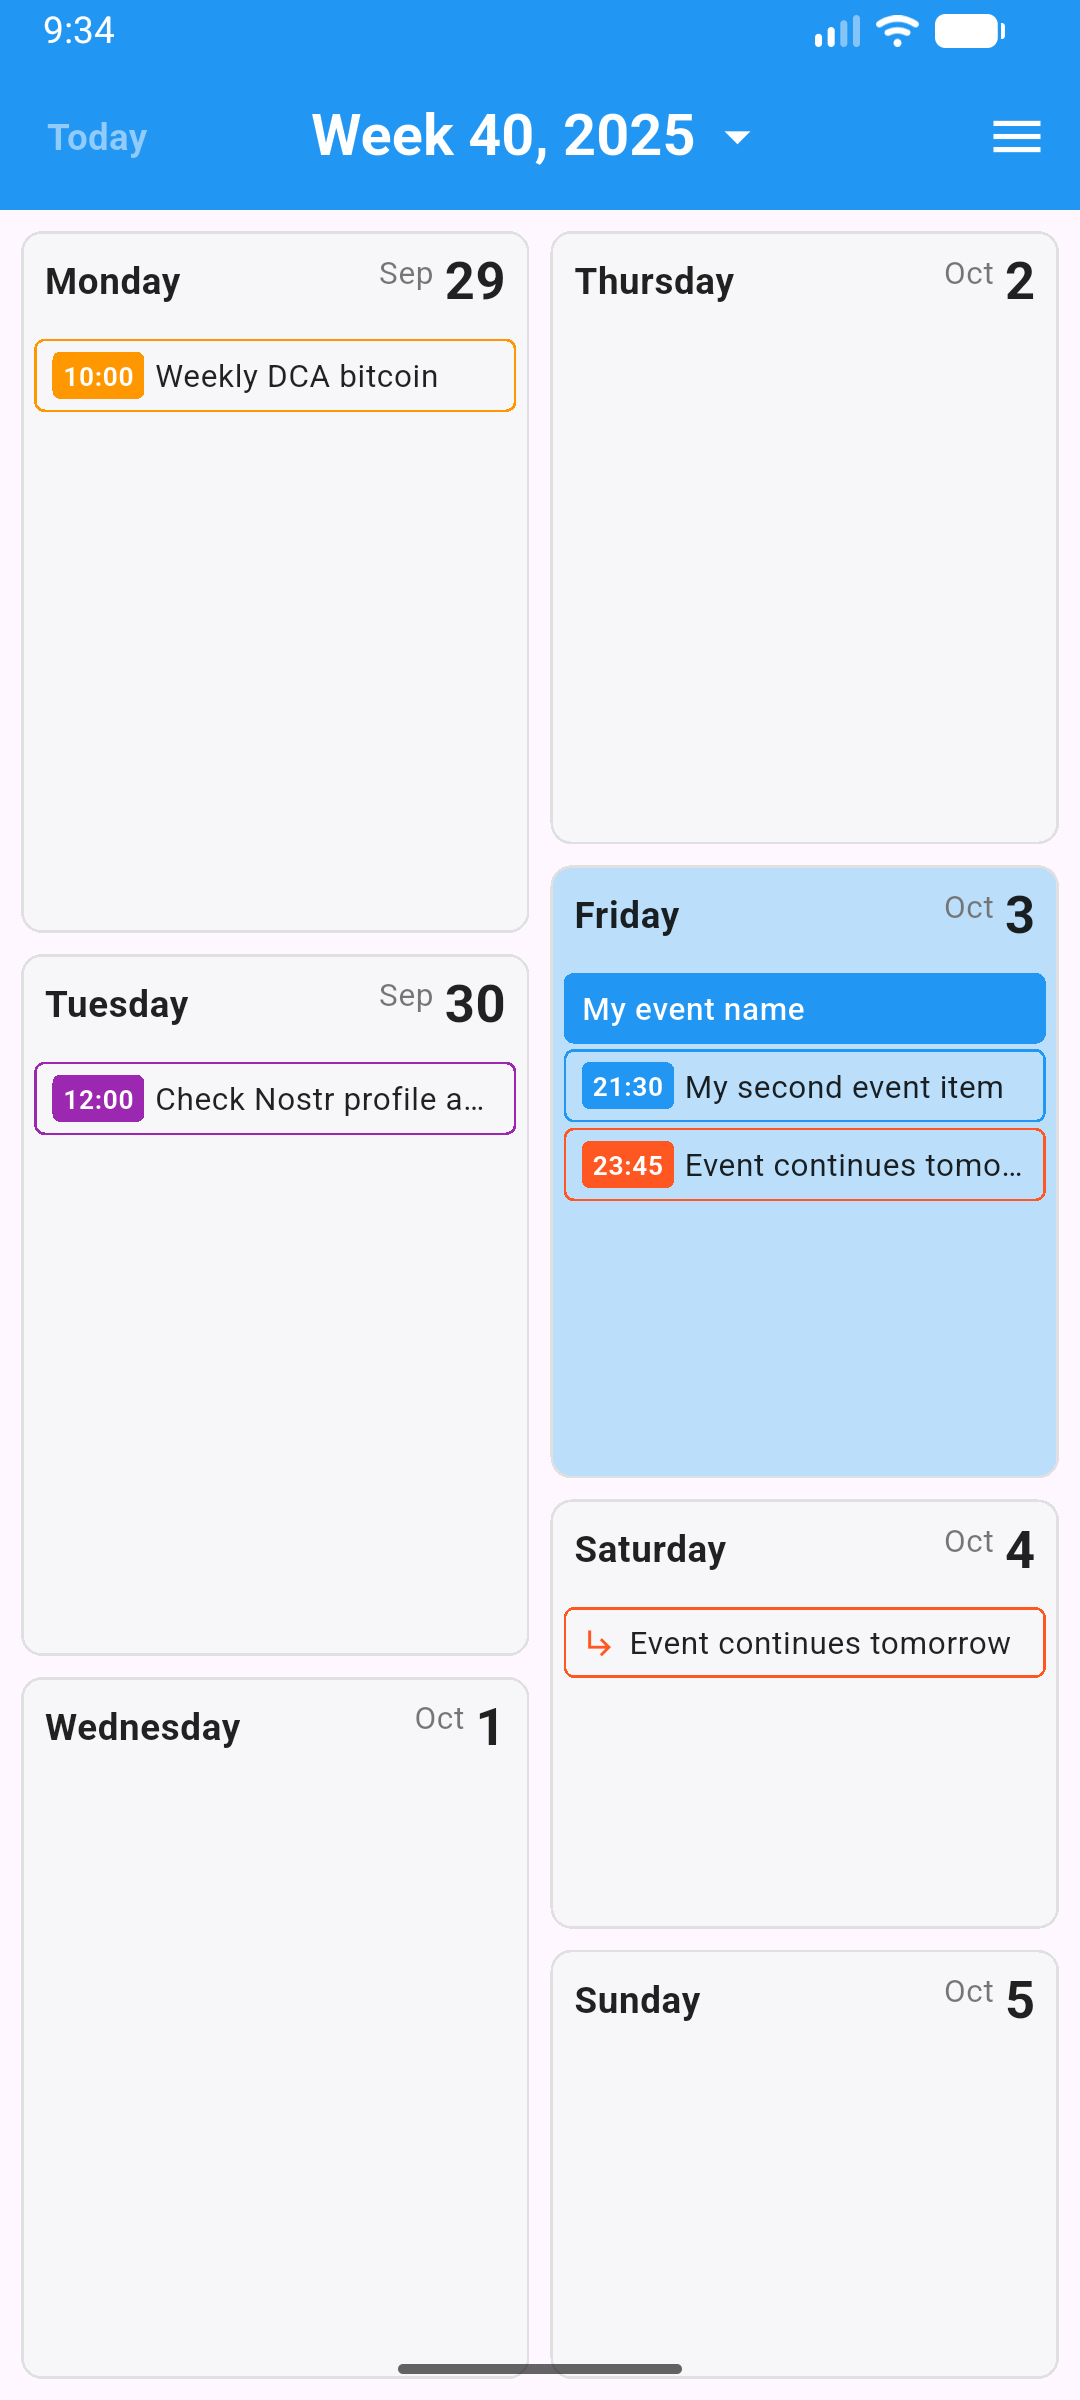 9:34
Today
Week 40, 2025
Monday
Sep 29
10:00 Weekly DCA bitcoin
Tuesday
Sep 30
12:00 Check Nostr profile a...
Wednesday
Oct 1
Thursday
Oct 2
Friday
Oct 3
My event name
21:30 My second event item
23:45 Event continues tomo...
Saturday
Oct 4
Event continues tomorrow
Sunday
Oct 5